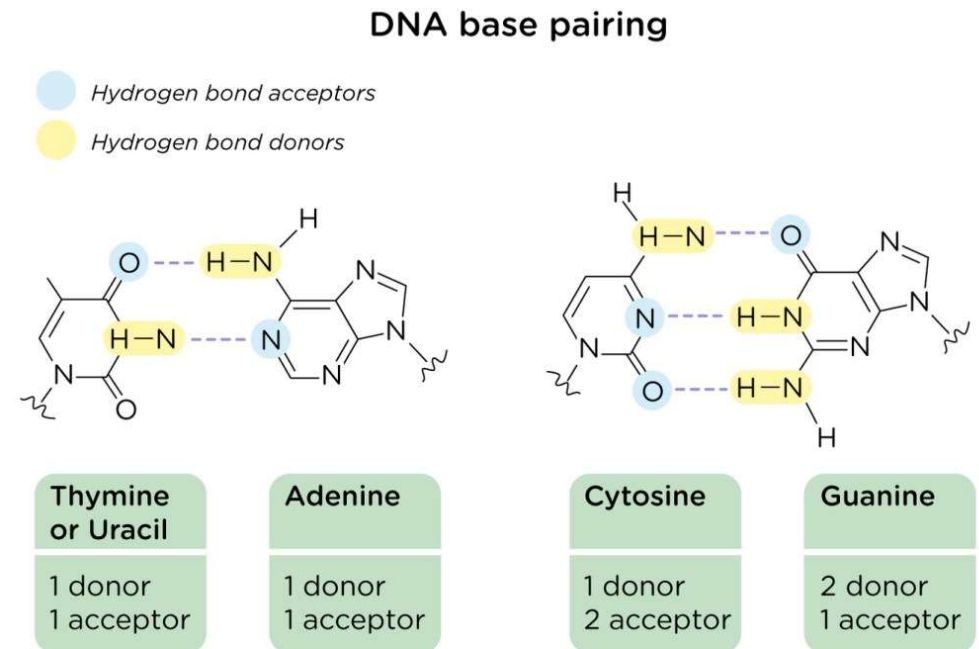 DNA base pairing
Hydrogen bond acceptors
Hydrogen bond donors
H
O
H–N
N
N
H–N
N
N
N
O
N
H
H–N
O
N
N
H–N
N
N
N
O
H–N
H
Thymine
or Uracil
1 donor
1 acceptor
Adenine
1 donor
1 acceptor
Cytosine
1 donor
2 acceptor
Guanine
2 donor
1 acceptor